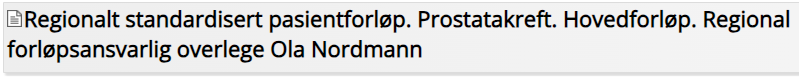 Regionalt standardisert pasientforløp. Prostatakreft. Hovedforløp. Regional
forløpsansvarlig overlege Ola Nordmann